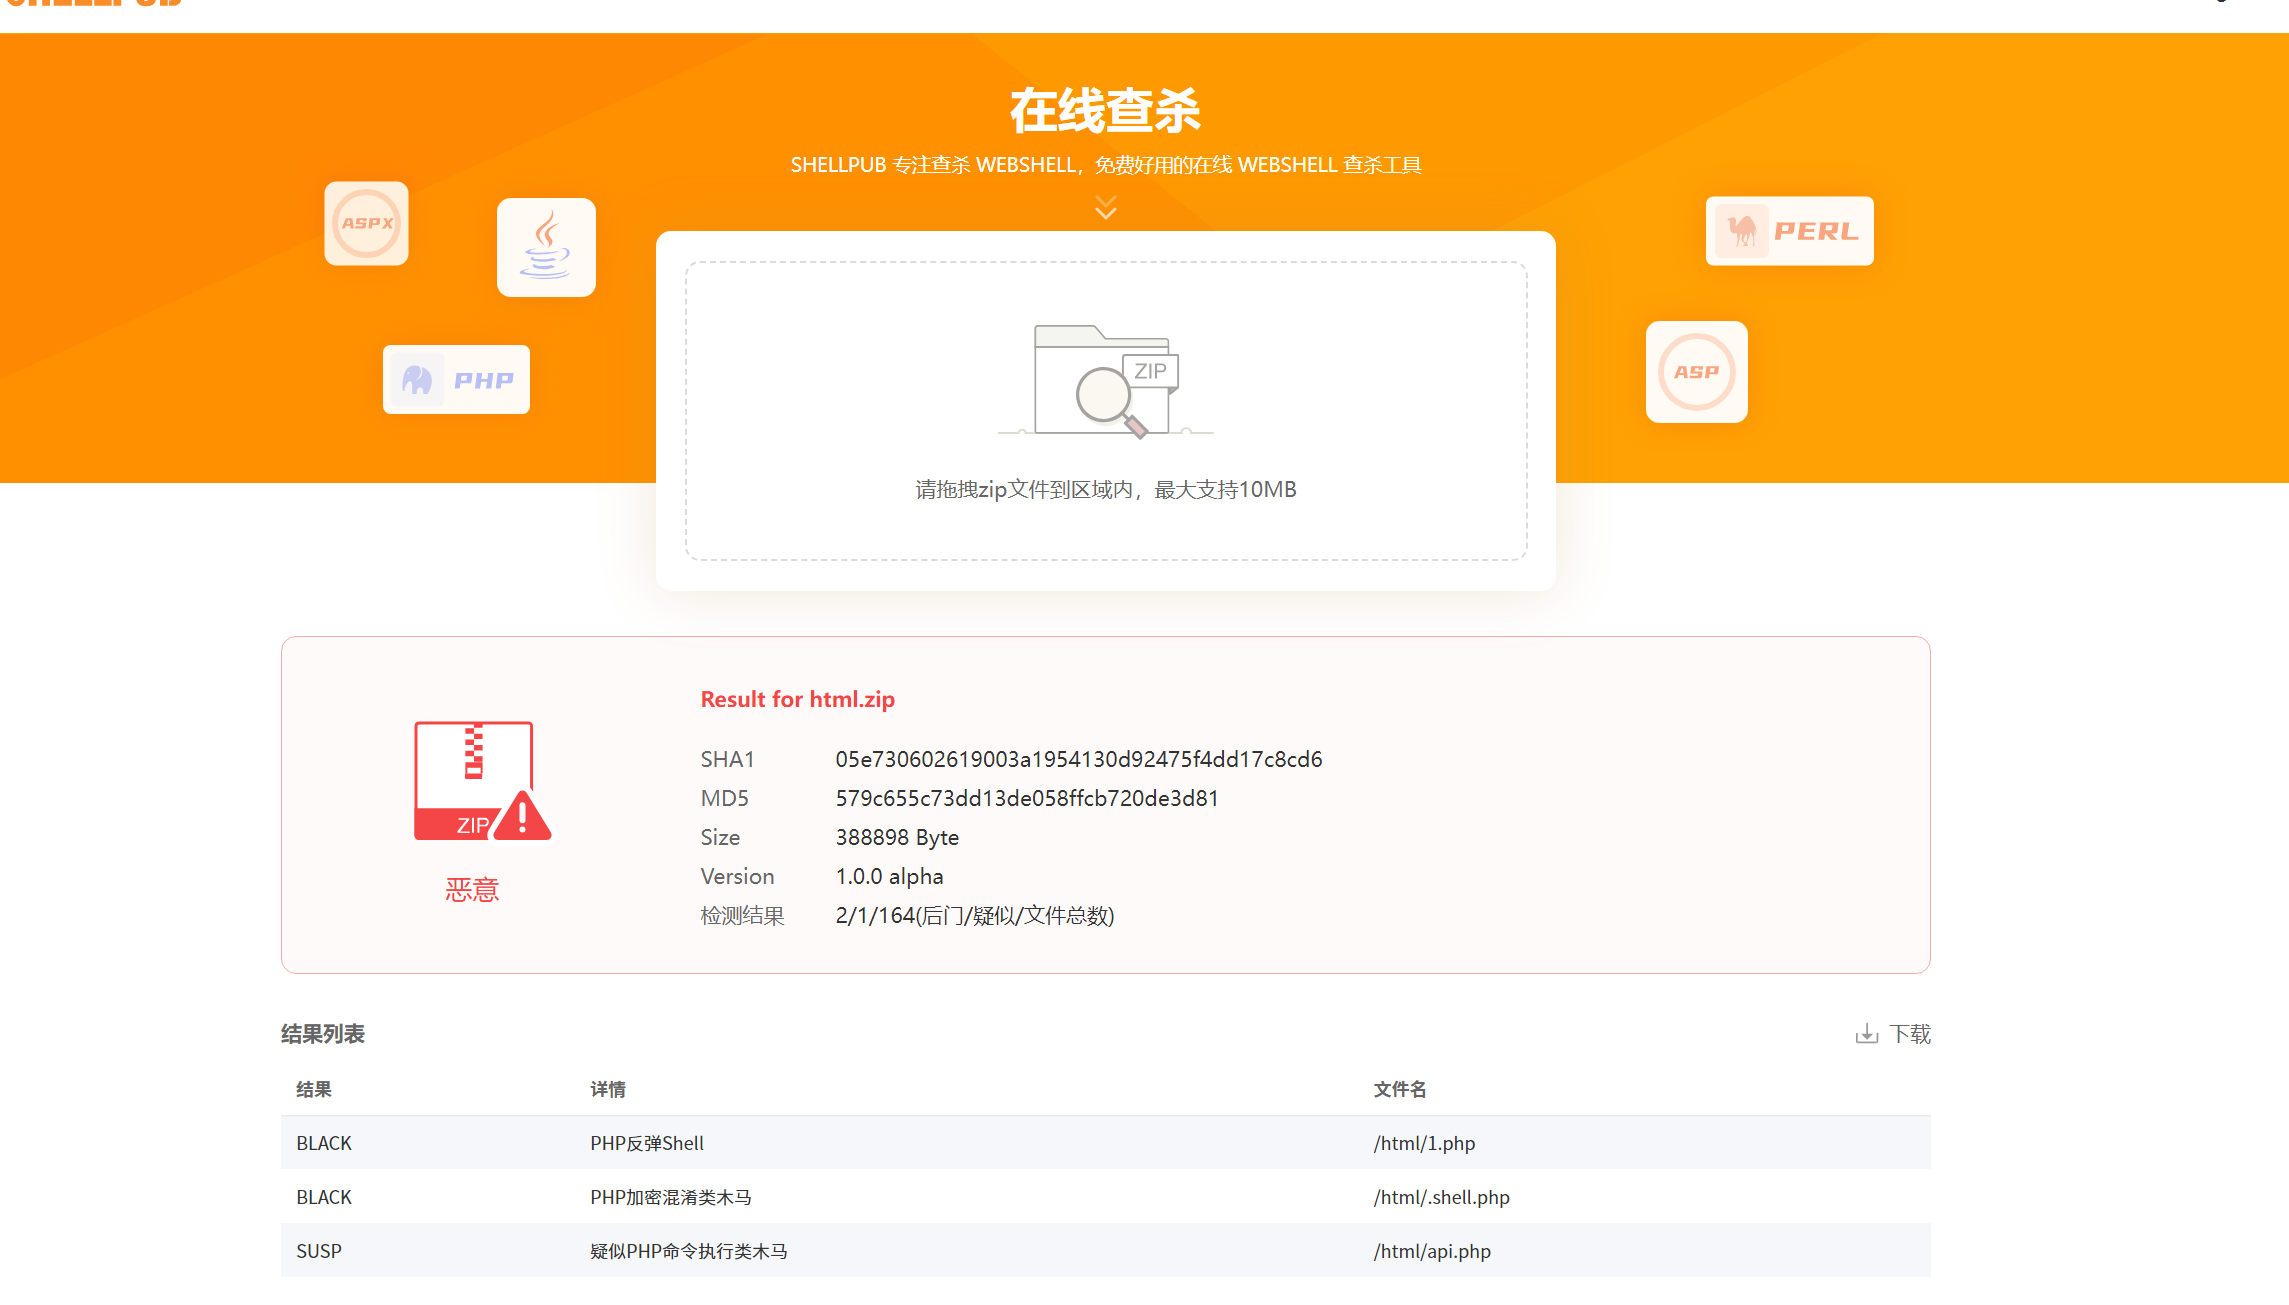 在线查杀
SHELLPUB 专注查杀 WEBSHELL，免费好用的在线 WEBSHELL 查杀工具
ASPX
PERL
PHP
ASP
ZIP
请拖拽zip文件到区域内，最大支持10MB
Result for html.zip
SHA1 05e730602619003a1954130d92475f4dd17c8cd6
MD5 579c655c73dd13de058ffcb720de3d81
Size 388898 Byte
Version 1.0.0 alpha
检测结果 2/1/164(后门/疑似/文件总数)
ZIP
恶意
结果列表 下载
结果 详情 文件名
BLACK PHP反弹Shell /html/1.php
BLACK PHP加密混淆类木马 /html/.shell.php
SUSP 疑似PHP命令执行类木马 /html/api.php